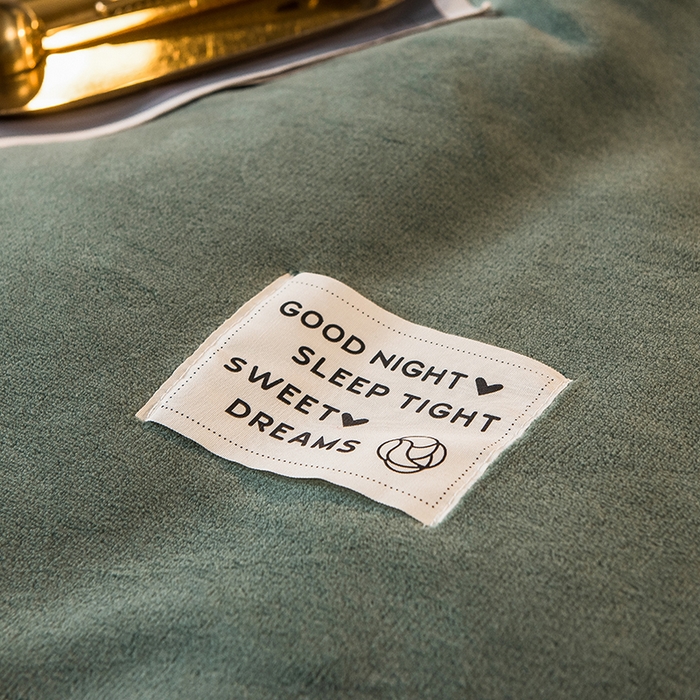 GOOD NIGHT ♥
SLEEP TIGHT
SWEET ♥
DREAMS